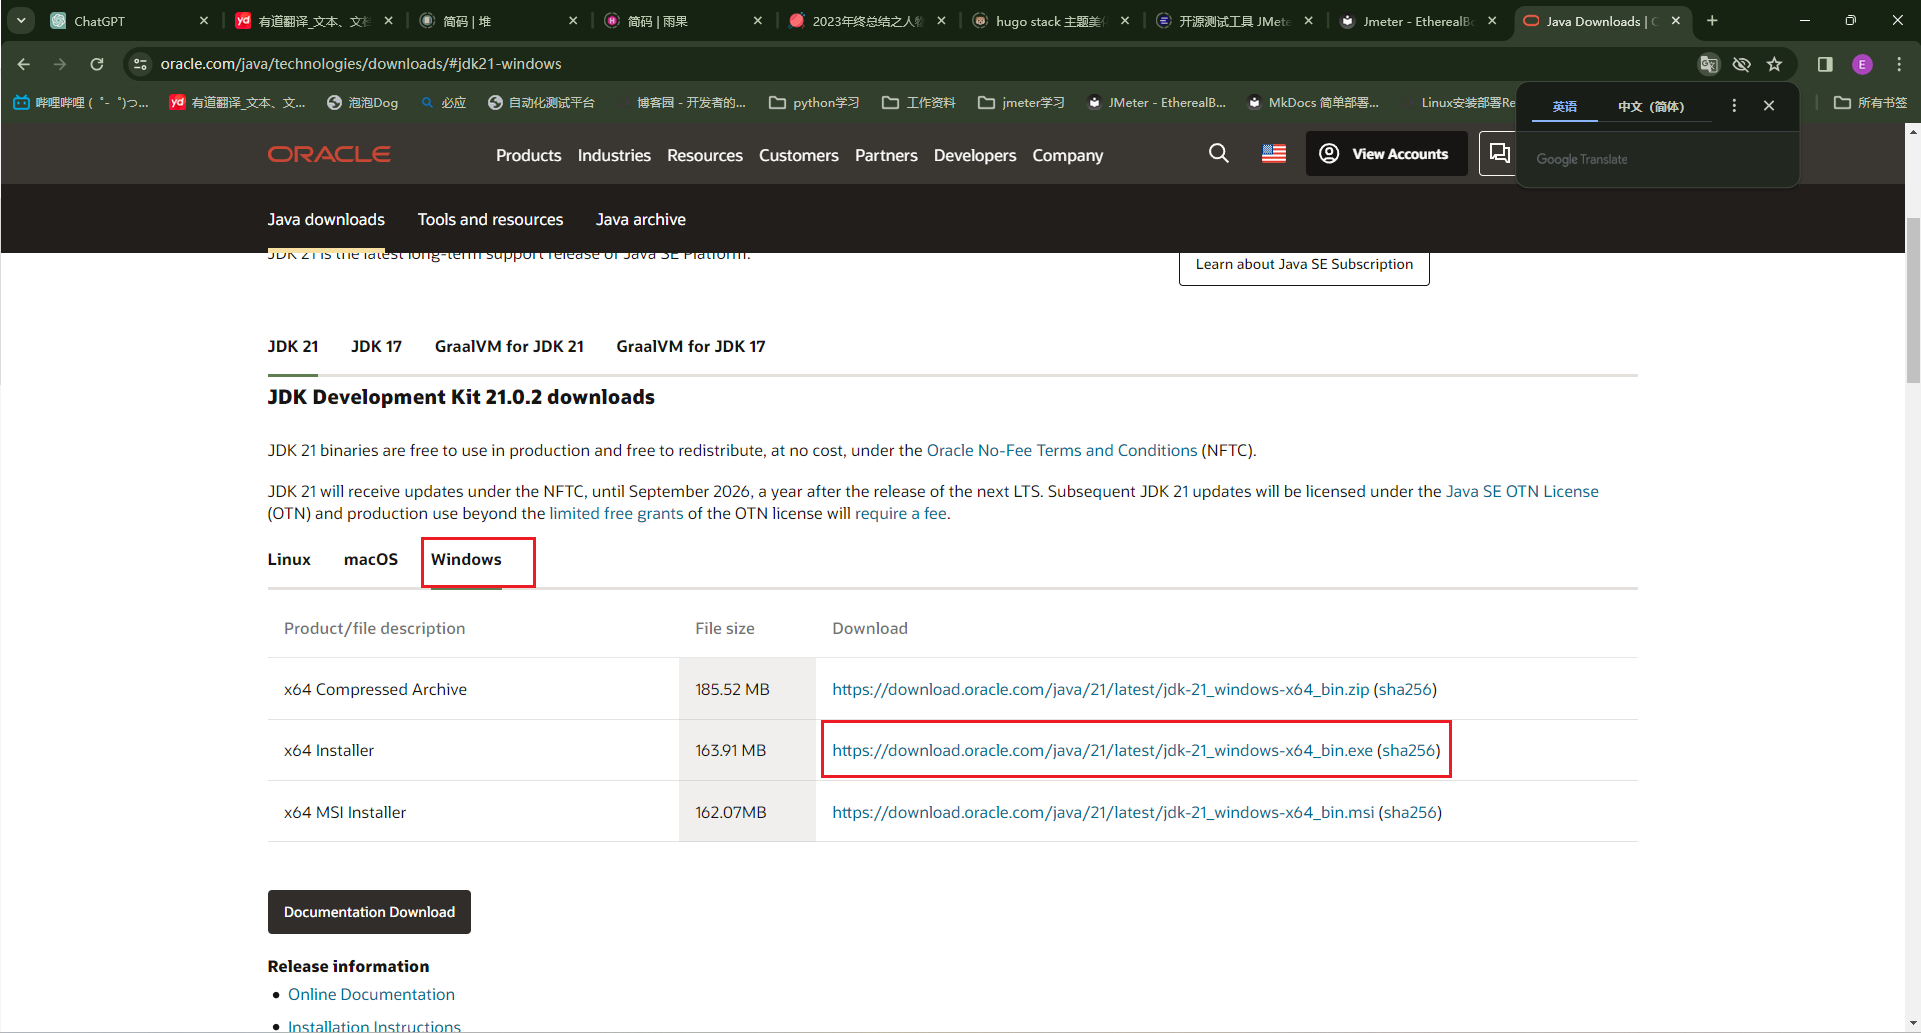 ChatGPT
有道翻译_文本、文档
简码 | 堆
简码 | 雨果
2023年终总结之人物
hugo stack 主题美化
开源测试工具 JMete
Jmeter - EtherealBo
Java Downloads | O
oracle.com/java/technologies/downloads/#jdk21-windows
E
哔哩哔哩 ( ゜- ゜)つ...
有道翻译_文本、文...
泡泡Dog
必应
自动化测试平台
博客园 - 开发者的...
python学习
工作资料
jmeter学习
JMeter - EtherealB...
MkDocs 简单部署...
Linux安装部署Re
所有书签
英语
中文（简体）
Google Translate
ORACLE
Products
Industries
Resources
Customers
Partners
Developers
Company
View Accounts
Java downloads
Tools and resources
Java archive
JDK 21 is the latest long-term support release of Java SE Platform.
Learn about Java SE Subscription
JDK 21
JDK 17
GraalVM for JDK 21
GraalVM for JDK 17
JDK Development Kit 21.0.2 downloads
JDK 21 binaries are free to use in production and free to redistribute, at no cost, under the Oracle No-Fee Terms and Conditions (NFTC).
JDK 21 will receive updates under the NFTC, until September 2026, a year after the release of the next LTS. Subsequent JDK 21 updates will be licensed under the Java SE OTN License
(OTN) and production use beyond the limited free grants of the OTN license will require a fee.
Linux
macOS
Windows
Product/file description
File size
Download
x64 Compressed Archive
185.52 MB
https://download.oracle.com/java/21/latest/jdk-21_windows-x64_bin.zip (sha256)
x64 Installer
163.91 MB
https://download.oracle.com/java/21/latest/jdk-21_windows-x64_bin.exe (sha256)
x64 MSI Installer
162.07MB
https://download.oracle.com/java/21/latest/jdk-21_windows-x64_bin.msi (sha256)
Documentation Download
Release information
Online Documentation
Installation Instructions